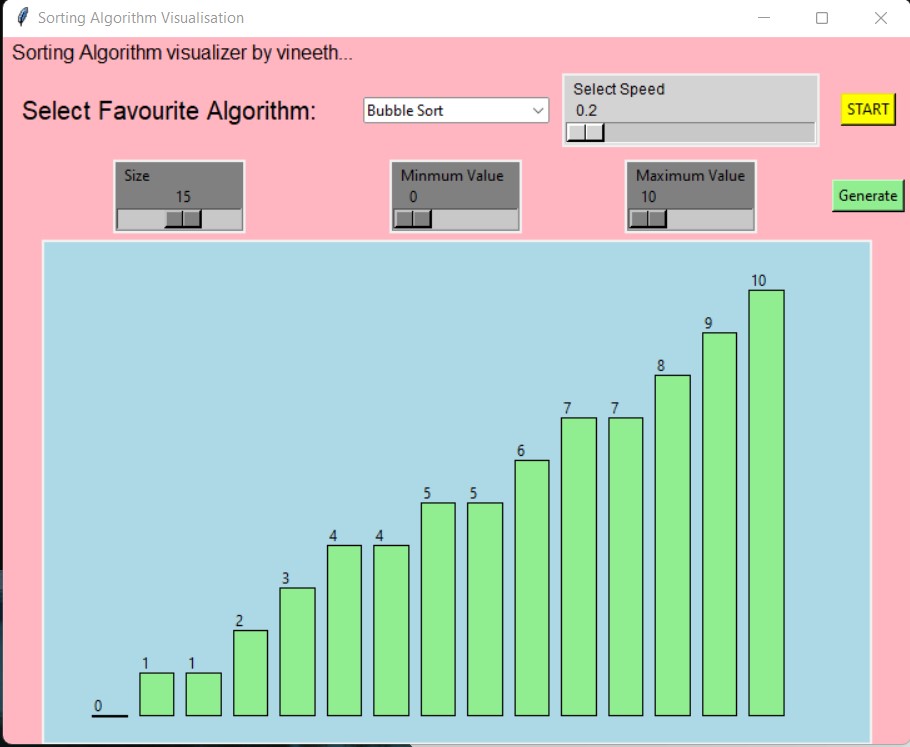 Sorting Algorithm Visualisation
Sorting Algorithm visualizer by vineeth...
Select Favourite Algorithm:
Bubble Sort
Select Speed
0.2
START
Size
15
Minmum Value
0
Maximum Value
10
Generate
10
9
8
7 7
6
5 5
4 4
3
2
1 1
0